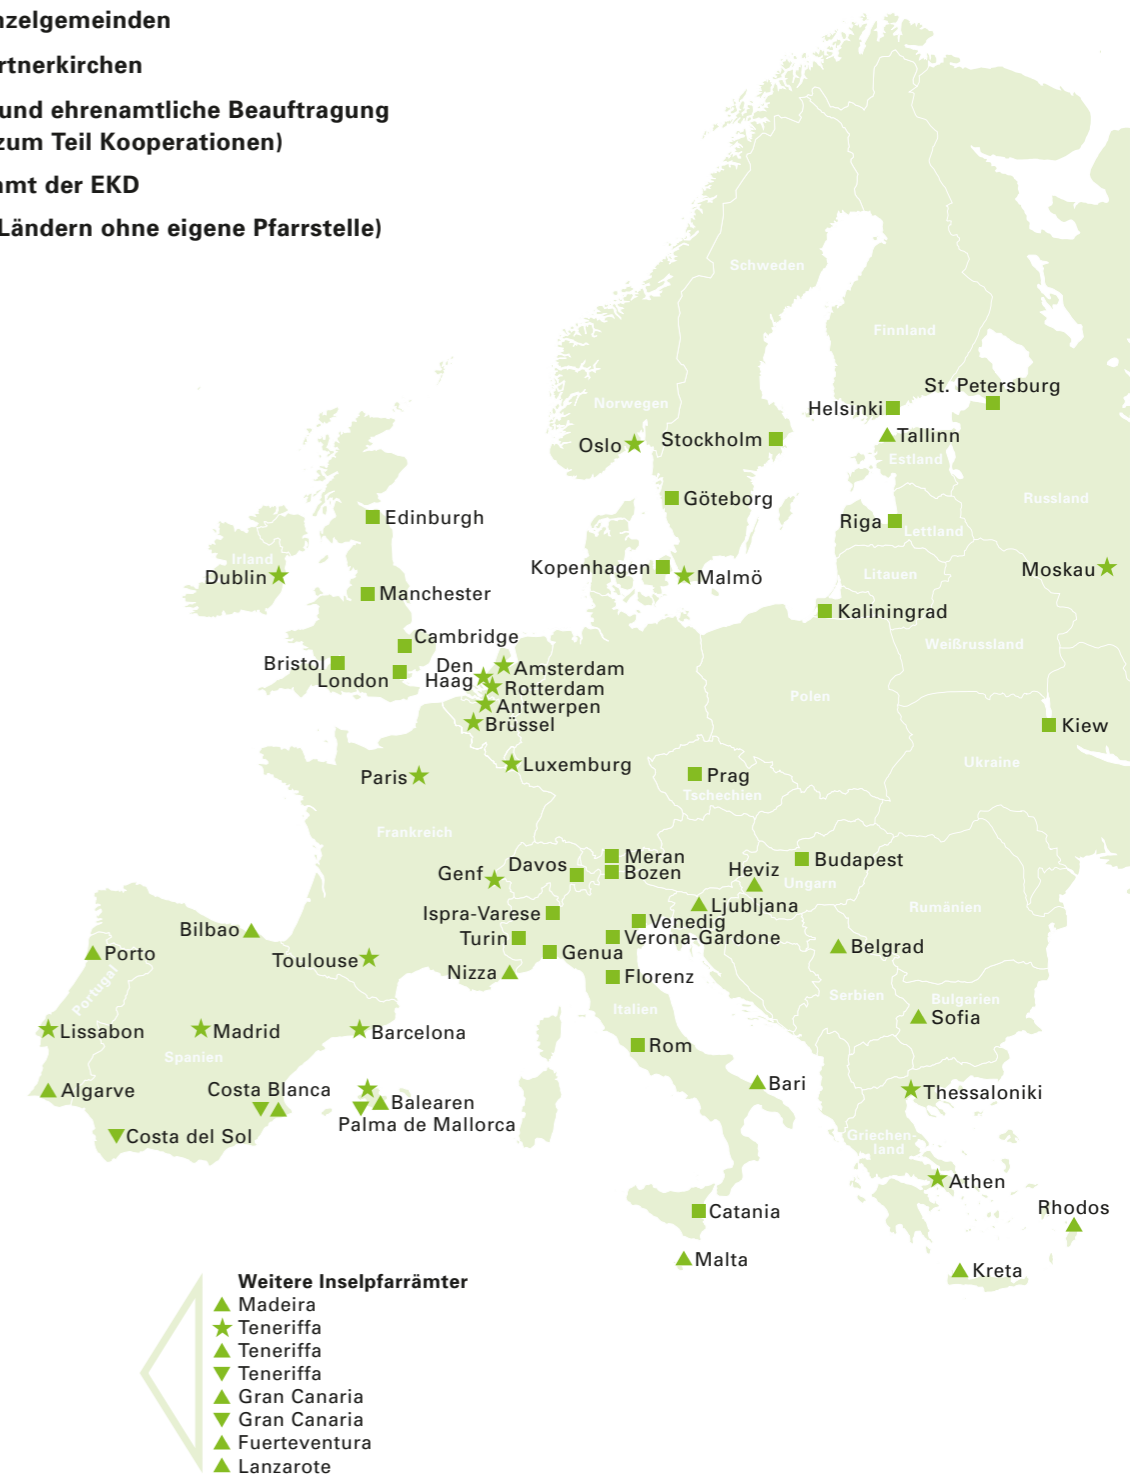 nzelgemeinden
rtnerkirchen
und ehrenamtliche Beauftragung
zum Teil Kooperationen)
amt der EKD
Ländern ohne eigene Pfarrstelle)
Schweden
Finnland
St. Petersburg
Norwegen
Helsinki
Oslo
Stockholm
Tallinn
Estland
Göteborg
Russland
Edinburgh
Riga
Lettland
Irland
Dublin
Kopenhagen
Malmö
Litauen
Moskau
Manchester
Kaliningrad
Cambridge
Weißrussland
Bristol
London
Den
Haag
Amsterdam
Rotterdam
Antwerpen
Brüssel
Polen
Kiew
Luxemburg
Ukraine
Paris
Prag
Tschechien
Frankreich
Genf
Davos
Meran
Bozen
Heviz
Budapest
Ungarn
Ispra-Varese
Ljubljana
Rumänien
Bilbao
Turin
Venedig
Verona-Gardone
Belgrad
Porto
Toulouse
Genua
Nizza
Florenz
Portugal
Serbien
Bulgarien
Italien
Sofia
Lissabon
Madrid
Barcelona
Spanien
Rom
Algarve
Costa Blanca
Balearen
Bari
Thessaloniki
Palma de Mallorca
Costa del Sol
Griechen-
land
Athen
Rhodos
Catania
Malta
Kreta
Weitere Inselpfarrämter
Madeira
Teneriffa
Teneriffa
Teneriffa
Gran Canaria
Gran Canaria
Fuerteventura
Lanzarote